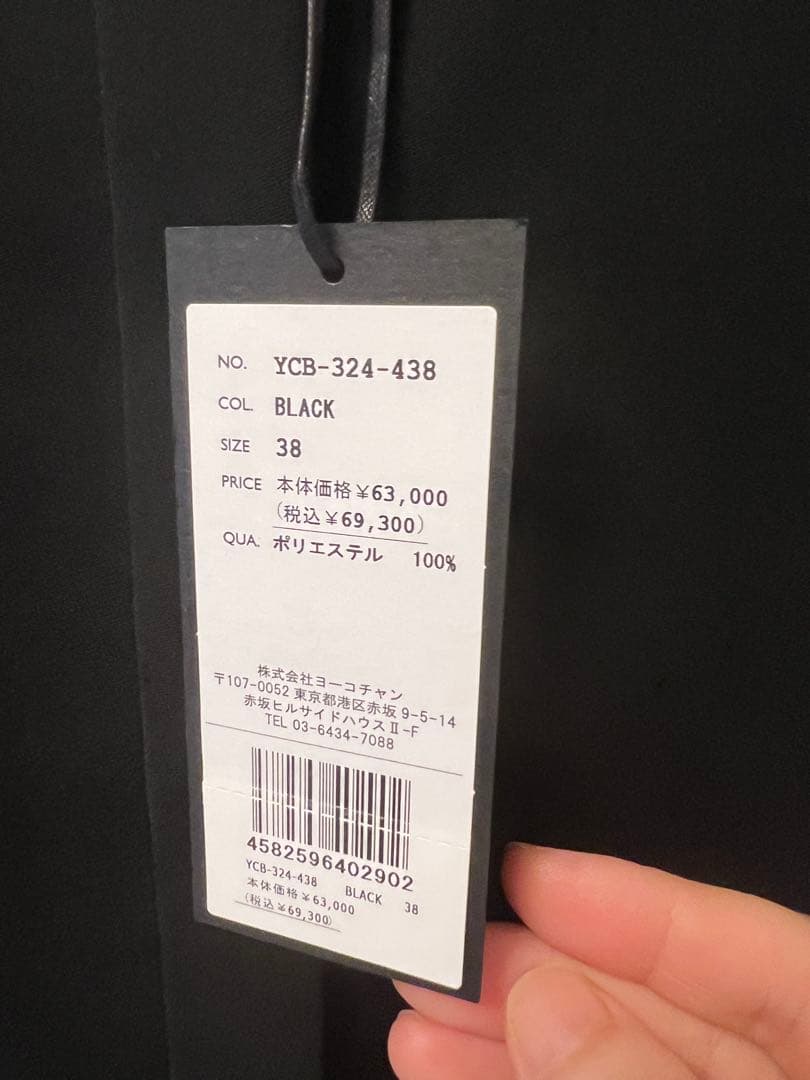 NO. YCB-324-438
COL. BLACK
SIZE 38
PRICE 本体価格¥63,000
(税込¥69,300)
QUA. ポリエステル 100%
株式会社ヨーコチャン
〒107-0052 東京都港区赤坂 9-5-14
赤坂ヒルサイドハウスⅡ-F
TEL 03-6434-7088
4582596402902
YCB-324-438 BLACK 38
本体価格¥63,000
(税込¥69,300)